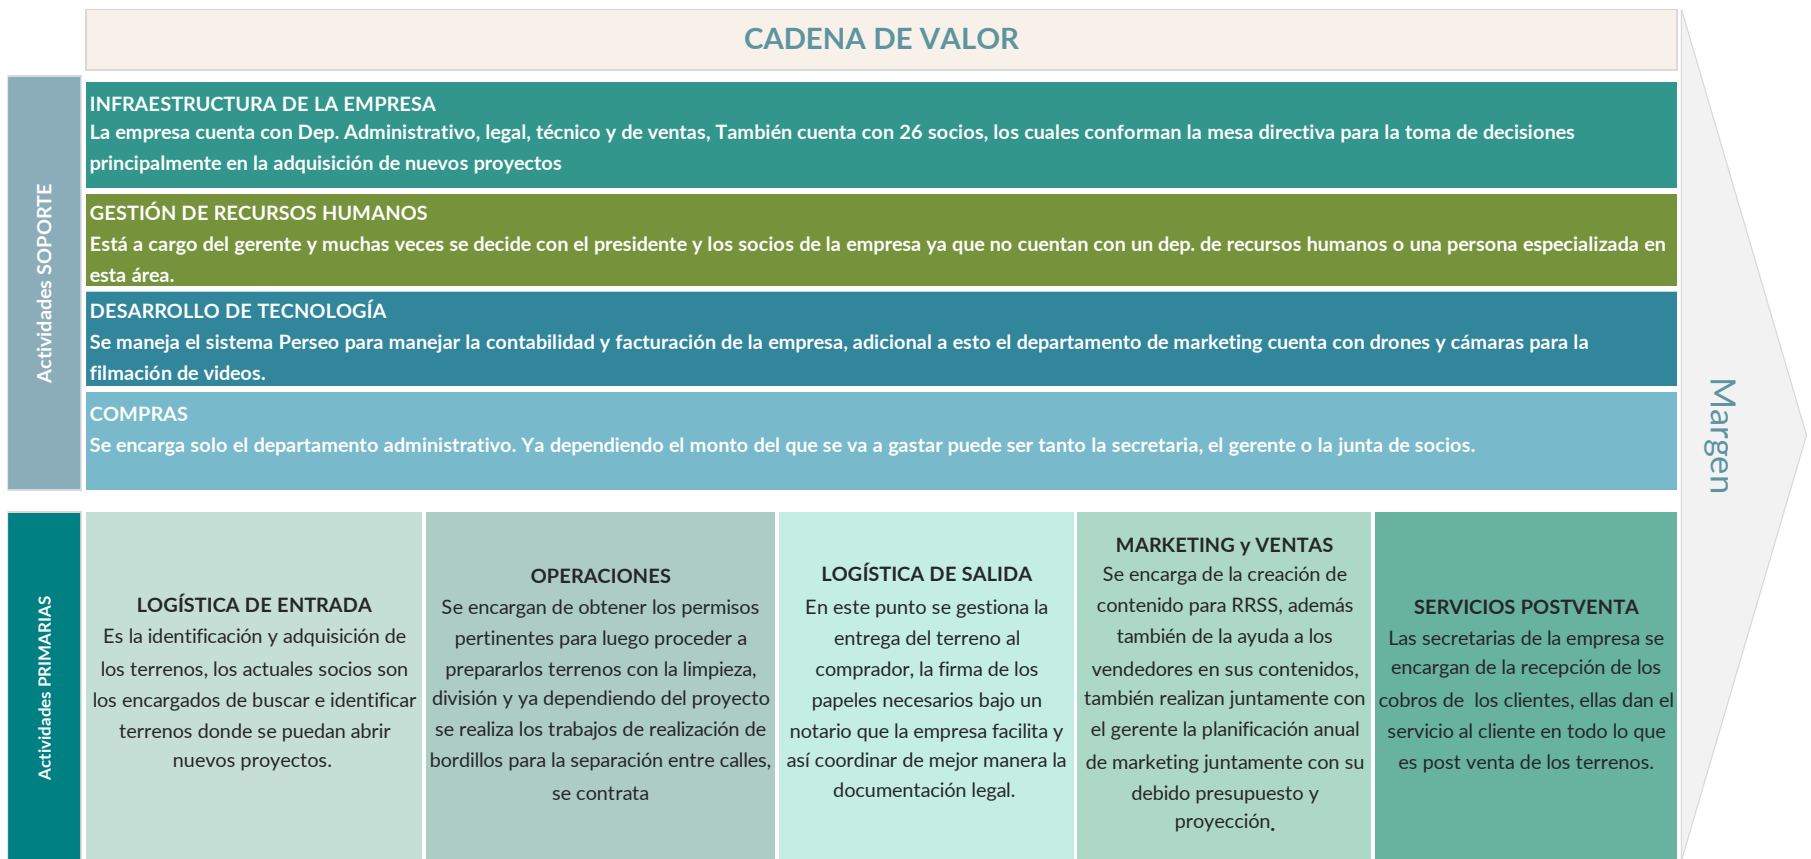 CADENA DE VALOR
Actividades SOPORTE
INFRAESTRUCTURA DE LA EMPRESA
La empresa cuenta con Dep. Administrativo, legal, técnico y de ventas, También cuenta con 26 socios, los cuales conforman la mesa directiva para la toma de decisiones
principalmente en la adquisición de nuevos proyectos
GESTIÓN DE RECURSOS HUMANOS
Está a cargo del gerente y muchas veces se decide con el presidente y los socios de la empresa ya que no cuentan con un dep. de recursos humanos o una persona especializada en
esta área.
DESARROLLO DE TECNOLOGÍA
Se maneja el sistema Perseo para manejar la contabilidad y facturación de la empresa, adicional a esto el departamento de marketing cuenta con drones y cámaras para la
filmación de videos.
COMPRAS
Se encarga solo el departamento administrativo. Ya dependiendo el monto del que se va a gastar puede ser tanto la secretaria, el gerente o la junta de socios.
Margen
Actividades PRIMARIAS
LOGÍSTICA DE ENTRADA
Es la identificación y adquisición de
los terrenos, los actuales socios son
los encargados de buscar e identificar
terrenos donde se puedan abrir
nuevos proyectos.
OPERACIONES
Se encargan de obtener los permisos
pertinentes para luego proceder a
prepararlos terrenos con la limpieza,
división y ya dependiendo del proyecto
se realiza los trabajos de realización de
bordillos para la separación entre calles,
se contrata
LOGÍSTICA DE SALIDA
En este punto se gestiona la
entrega del terreno al
comprador, la firma de los
papeles necesarios bajo un
notario que la empresa facilita y
así coordinar de mejor manera la
documentación legal.
MARKETING y VENTAS
Se encarga de la creación de
contenido para RRSS, además
también de la ayuda a los
vendedores en sus contenidos,
también realizan juntamente con
el gerente la planificación anual
de marketing juntamente con su
debido presupuesto y
proyección.
SERVICIOS POSTVENTA
Las secretarias de la empresa se
encargan de la recepción de los
cobros de  los clientes, ellas dan el
servicio al cliente en todo lo que
es post venta de los terrenos.